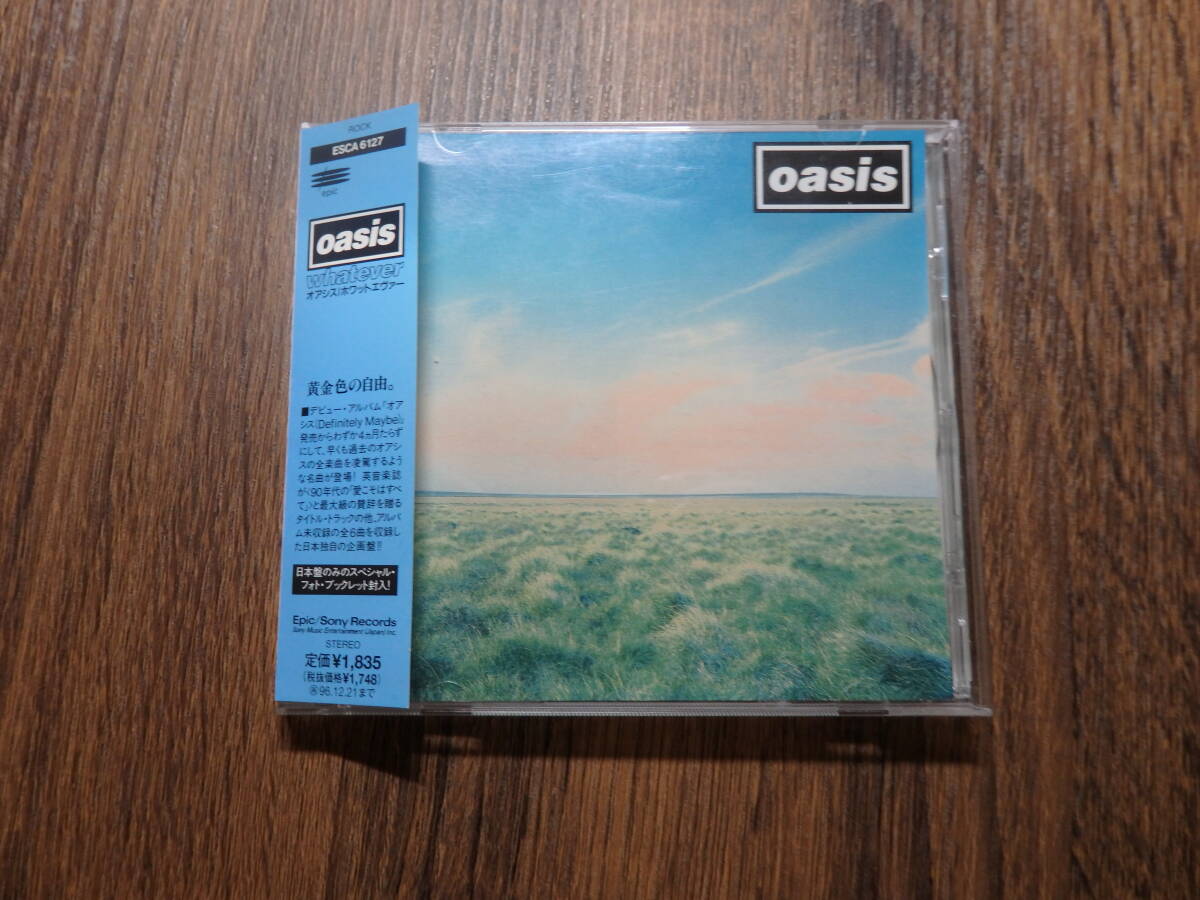 ROCK
ESCA 6127
epic
oasis
whatever
オアシス/ホワットエヴァー
黄金色の自由。
■デビュー・アルバム『オア
シス(Definitely Maybe)』
発売からわずか4ヵ月たらず
にして、早くも過去のオアシ
スの全楽曲を凌駕するよう
な名曲が登場! 英音楽誌
が〈90年代の「愛こそはすべ
て」〉と最大級の賛辞を贈る
タイトル・トラックの他、アルバ
ム未収録の全6曲を収録し
た日本独自の企画盤!!
日本盤のみのスペシャル・
フォト・ブックレット封入!
Epic/Sony Records
Sony Music Entertainment (Japan) Inc.
STEREO
定価¥1,835
(税抜価格¥1,748)
Ⓚ96.12.21まで
oasis